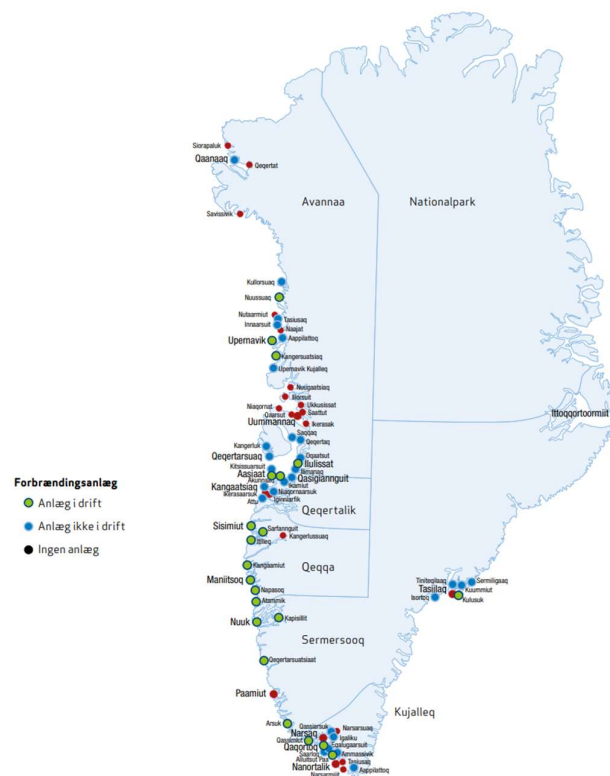 Siorapaluk
Qaanaaq
Qeqertat
Savissivik
Avannaa
Nationalpark
Kullorsuaq
Nuussuaq
Nutaarmiut
Tasiusaq
Innaarsuit
Naajat
Aappilattoq
Upernavik
Kangersuatsiaq
Upernavik Kujalleq
Nuugaatsiaq
Illorsuit
Ukkusissat
Niaqornat
Saattut
Qaarsut
Uummannaq
Ikerasak
Ittoqqortoormiit
Saqqaq
Kangerluk
Qeqertaq
Qeqertarsuaq
Oqaatsut
Ilulissat
Kitsissuarsuit
Ilimanaq
Aasiaat
Qasigiannguit
Akunnaaq
Ikamiut
Kangaatsiaq
Niaqornaarsuk
Ikerasaarsuk
Iginniarfik
Attu
Qeqertalik
Forbrændingsanlæg
Anlæg i drift
Anlæg ikke i drift
Ingen anlæg
Sisimiut
Sarfannguit
Kangerlussuaq
Itilleq
Qeqqa
Kangaamiut
Maniitsoq
Napasoq
Atammik
Tiniteqilaaq
Sermiligaaq
Tasiilaq
Kuummiut
Isortoq
Kulusuk
Kapisillit
Nuuk
Sermersooq
Qeqertarsuatsiaat
Paamiut
Kujalleq
Arsuk
Qassiarsuk
Narsarsuaq
Narsaq
Igaliku
Qassimiut
Qaqortoq
Eqalugaarsuit
Saarloq
Ammassivik
Alluitsup Paa
Tasiusaq
Nanortalik
Aappilattoq
Narsarmijit